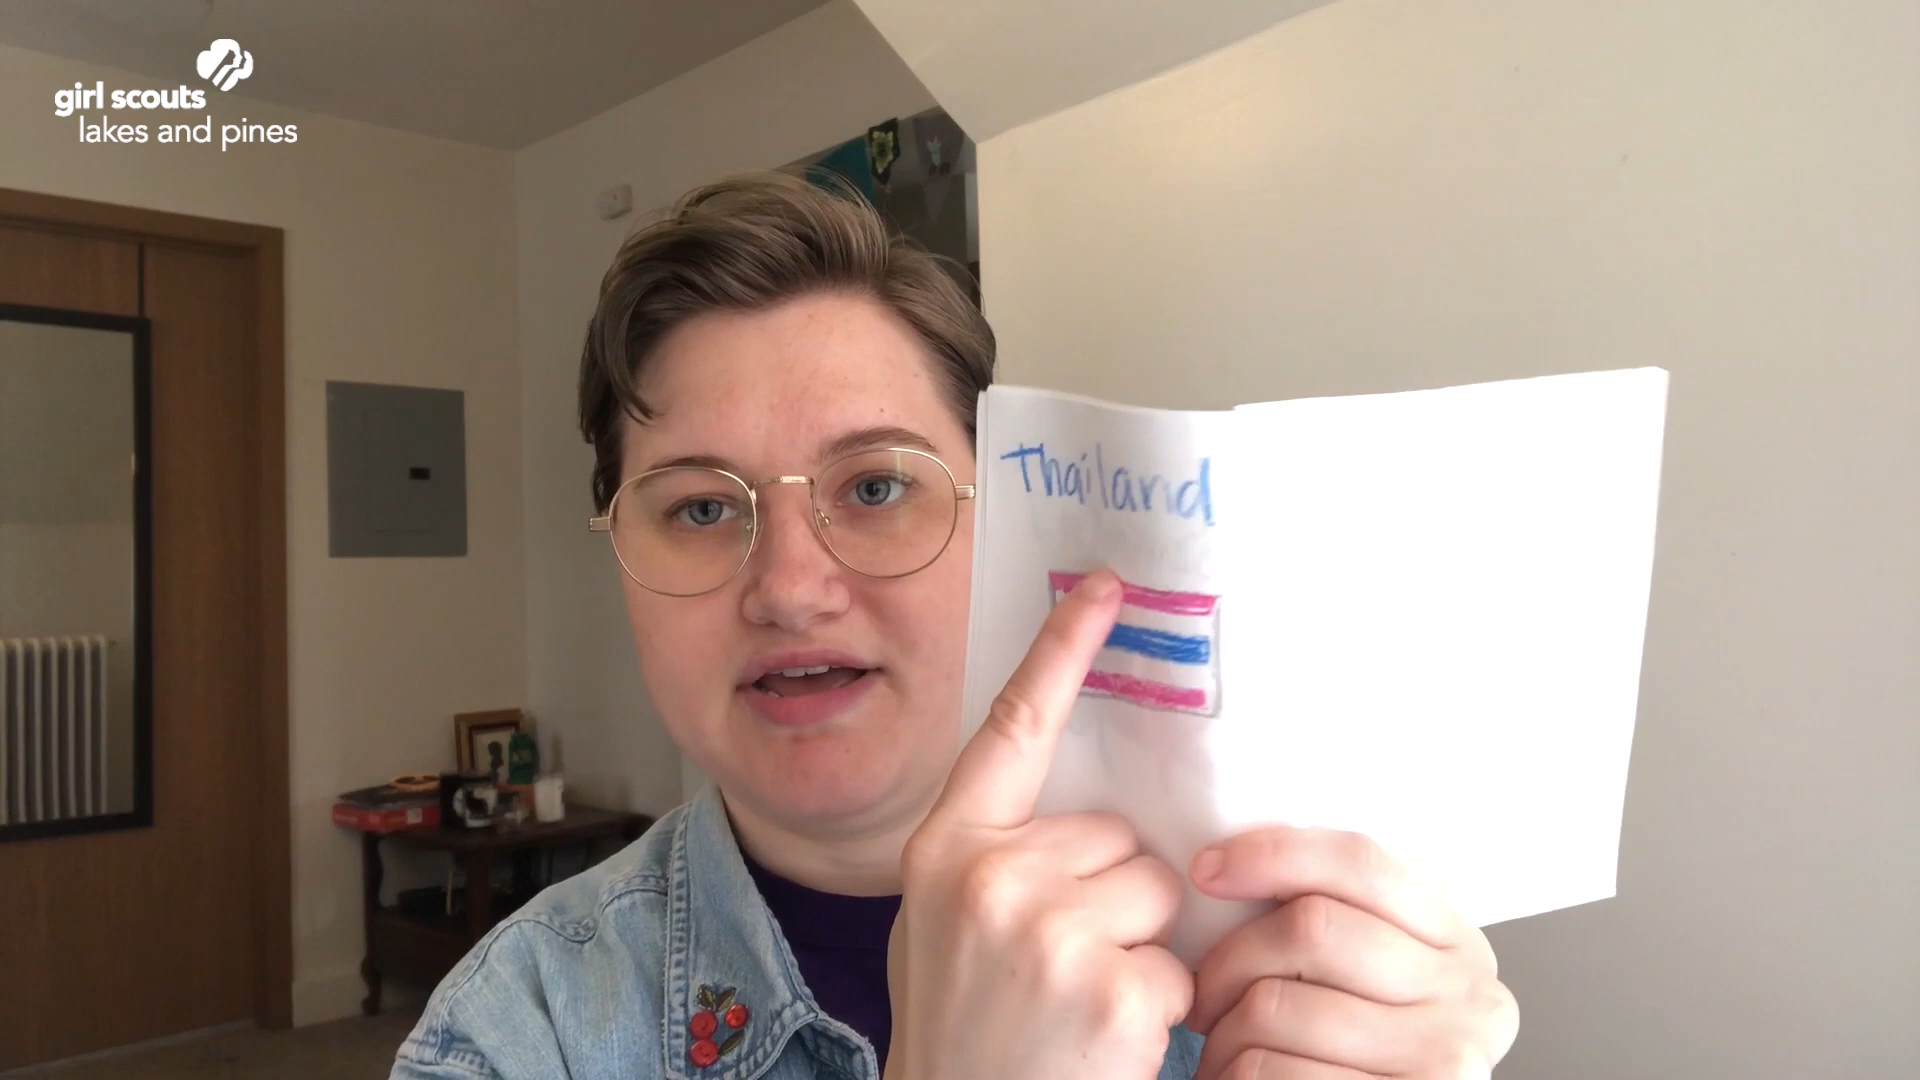 girl scouts
lakes and pines
Thailand